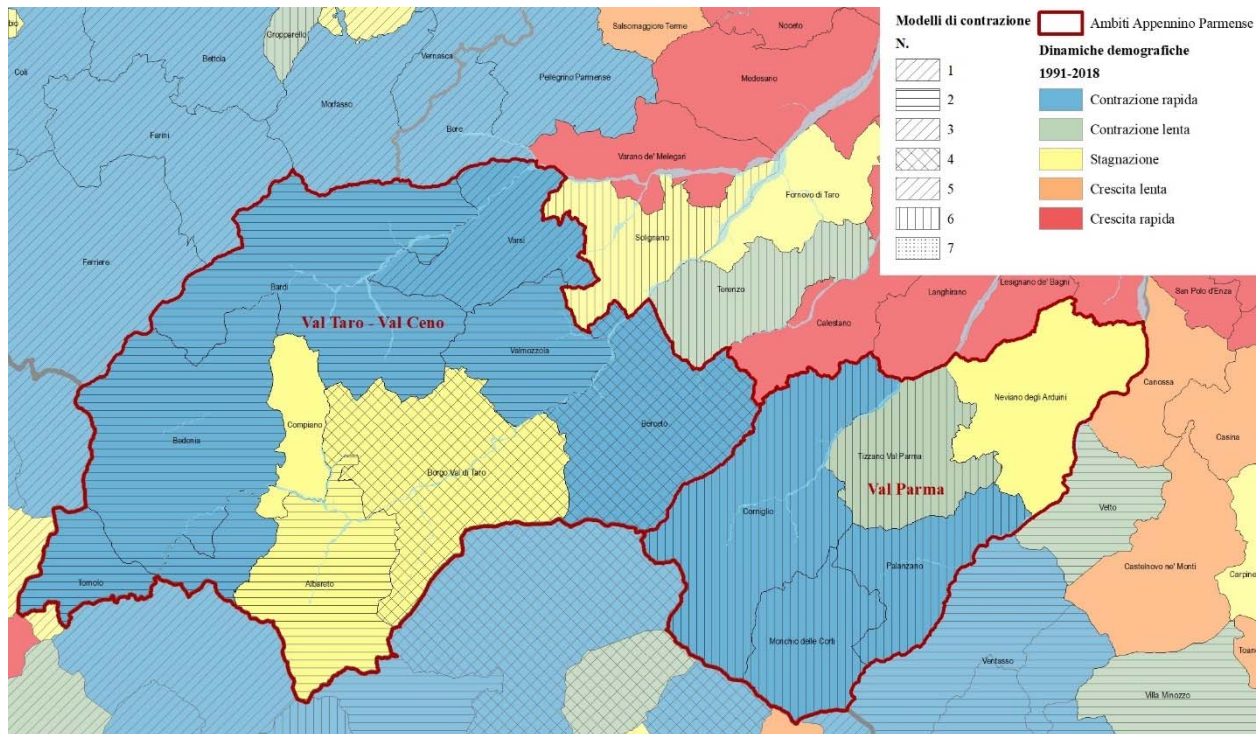 Modelli di contrazione
N.
1
2
3
4
5
6
7
Ambiti Appennino Parmense
Dinamiche demografiche
1991-2018
Contrazione rapida
Contrazione lenta
Stagnazione
Crescita lenta
Crescita rapida
Gropparello
Salsomaggiore Terme
Noceto
Coli
Bettola
Vernasca
Pellegrino Parmense
Medesano
Morfasso
Farini
Bore
Varano de' Melegari
Fornovo di Taro
Solignano
Varsi
Ferriere
Terenzo
Bardi
Langhirano
Lesignano de' Bagni
San Polo d'Enza
Calestano
Val Taro - Val Ceno
Valmozzola
Canossa
Neviano degli Arduini
Berceto
Compiano
Casina
Bedonia
Tizzano Val Parma
Borgo Val di Taro
Val Parma
Vetto
Corniglio
Palanzano
Castelnovo ne' Monti
Carpine
Tornolo
Albareto
Monchio delle Corti
Toano
Ventasso
Villa Minozzo